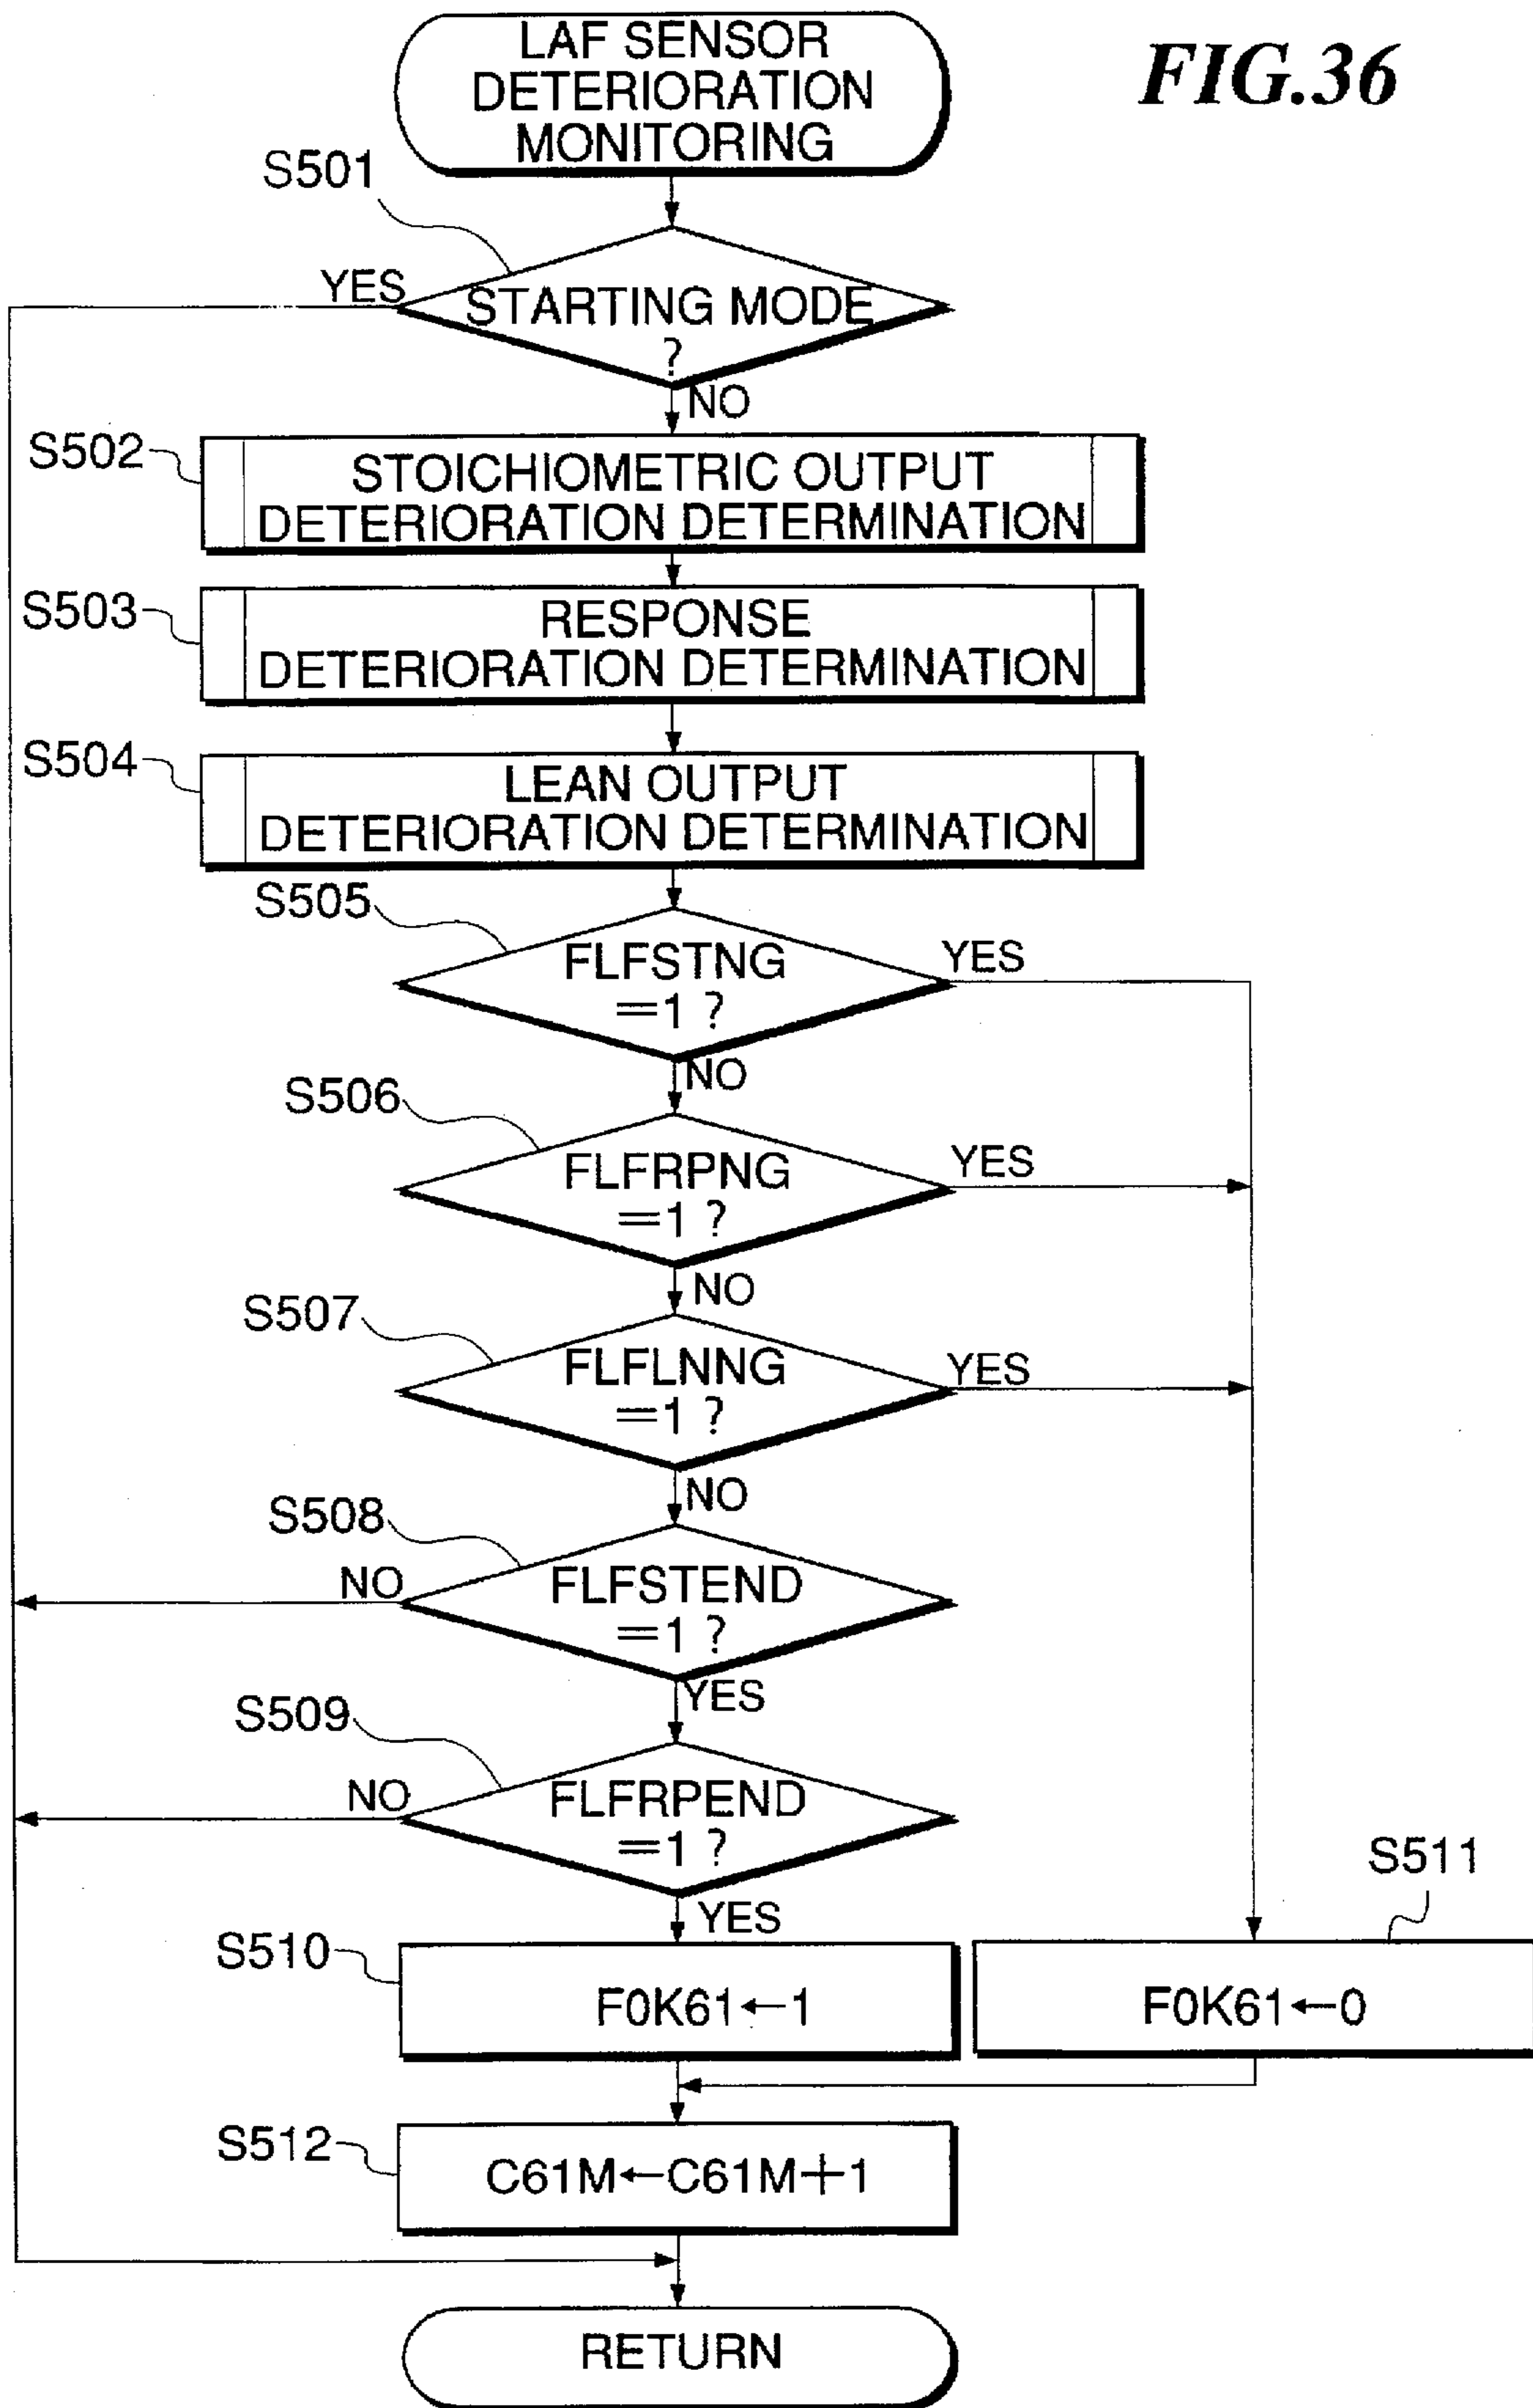 FIG.36
LAF SENSOR
DETERIORATION
MONITORING
S501
YES
STARTING MODE
?
NO
S502
STOICHIOMETRIC OUTPUT
DETERIORATION DETERMINATION
S503
RESPONSE
DETERIORATION DETERMINATION
S504
LEAN OUTPUT
DETERIORATION DETERMINATION
S505
FLFSTNG
=1 ?
YES
NO
S506
FLFRPNG
=1 ?
YES
NO
S507
FLFLNNG
=1 ?
YES
NO
S508
NO
FLFSTEND
=1 ?
YES
S509
NO
FLFRPEND
=1 ?
YES
S510
F0K61←1
S511
F0K61←0
S512
C61M←C61M+1
RETURN